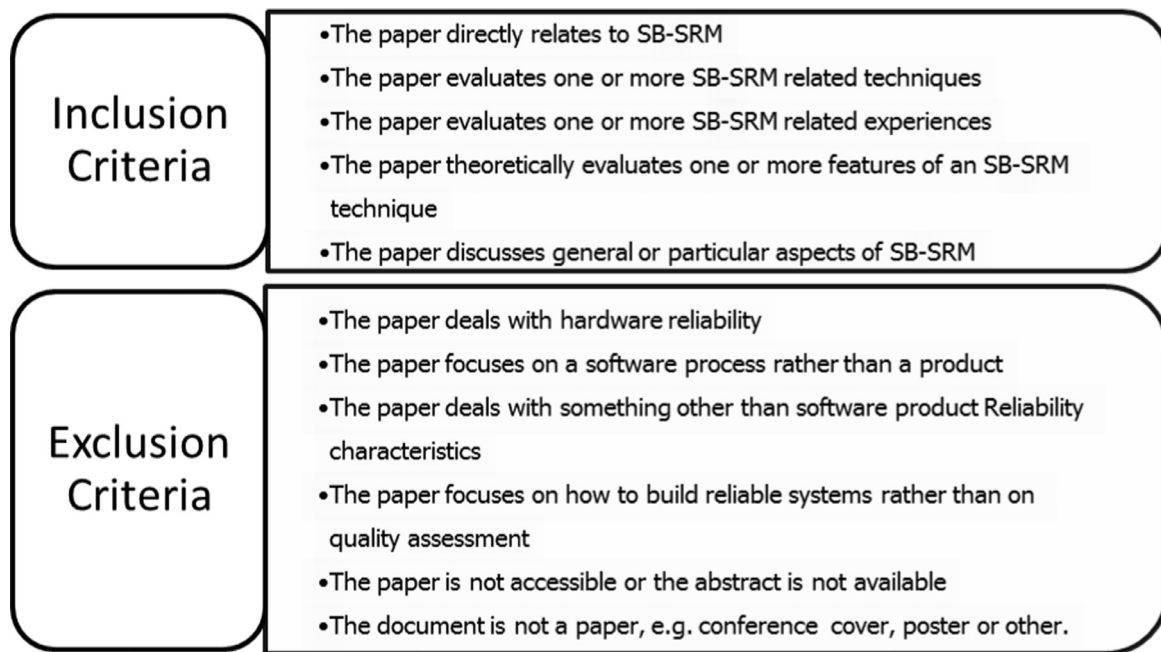 Inclusion
Criteria
•The paper directly relates to SB-SRM
•The paper evaluates one or more SB-SRM related techniques
•The paper evaluates one or more SB-SRM related experiences
•The paper theoretically evaluates one or more features of an SB-SRM
technique
•The paper discusses general or particular aspects of SB-SRM
Exclusion
Criteria
•The paper deals with hardware reliability
•The paper focuses on a software process rather than a product
•The paper deals with something other than software product Reliability
characteristics
•The paper focuses on how to build reliable systems rather than on
quality assessment
•The paper is not accessible or the abstract is not available
•The document is not a paper, e.g. conference cover, poster or other.